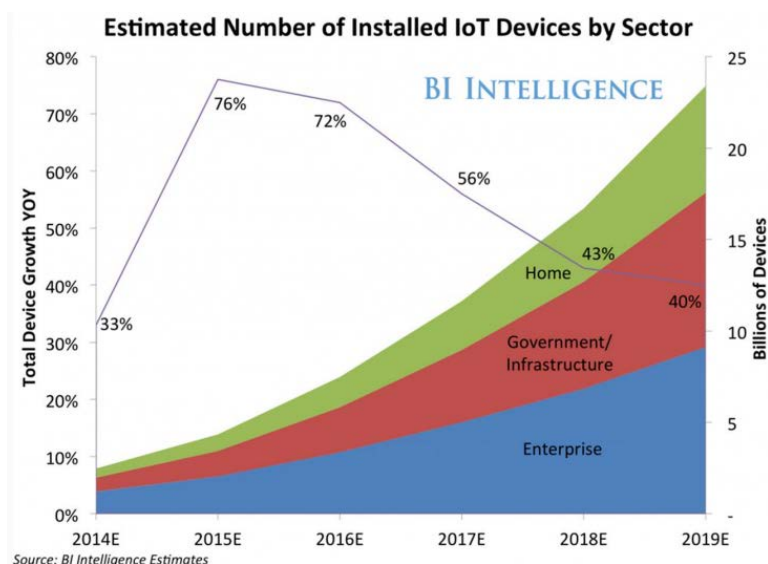 Estimated Number of Installed IoT Devices by Sector
BI INTELLIGENCE
Total Device Growth YOY
80%
70%
60%
50%
40%
30%
20%
10%
0%
33%
76%
72%
56%
43%
40%
Home
Government/
Infrastructure
Enterprise
25
20
15
10
5
-
Billions of Devices
2014E 2015E 2016E 2017E 2018E 2019E
Source: BI Intelligence Estimates